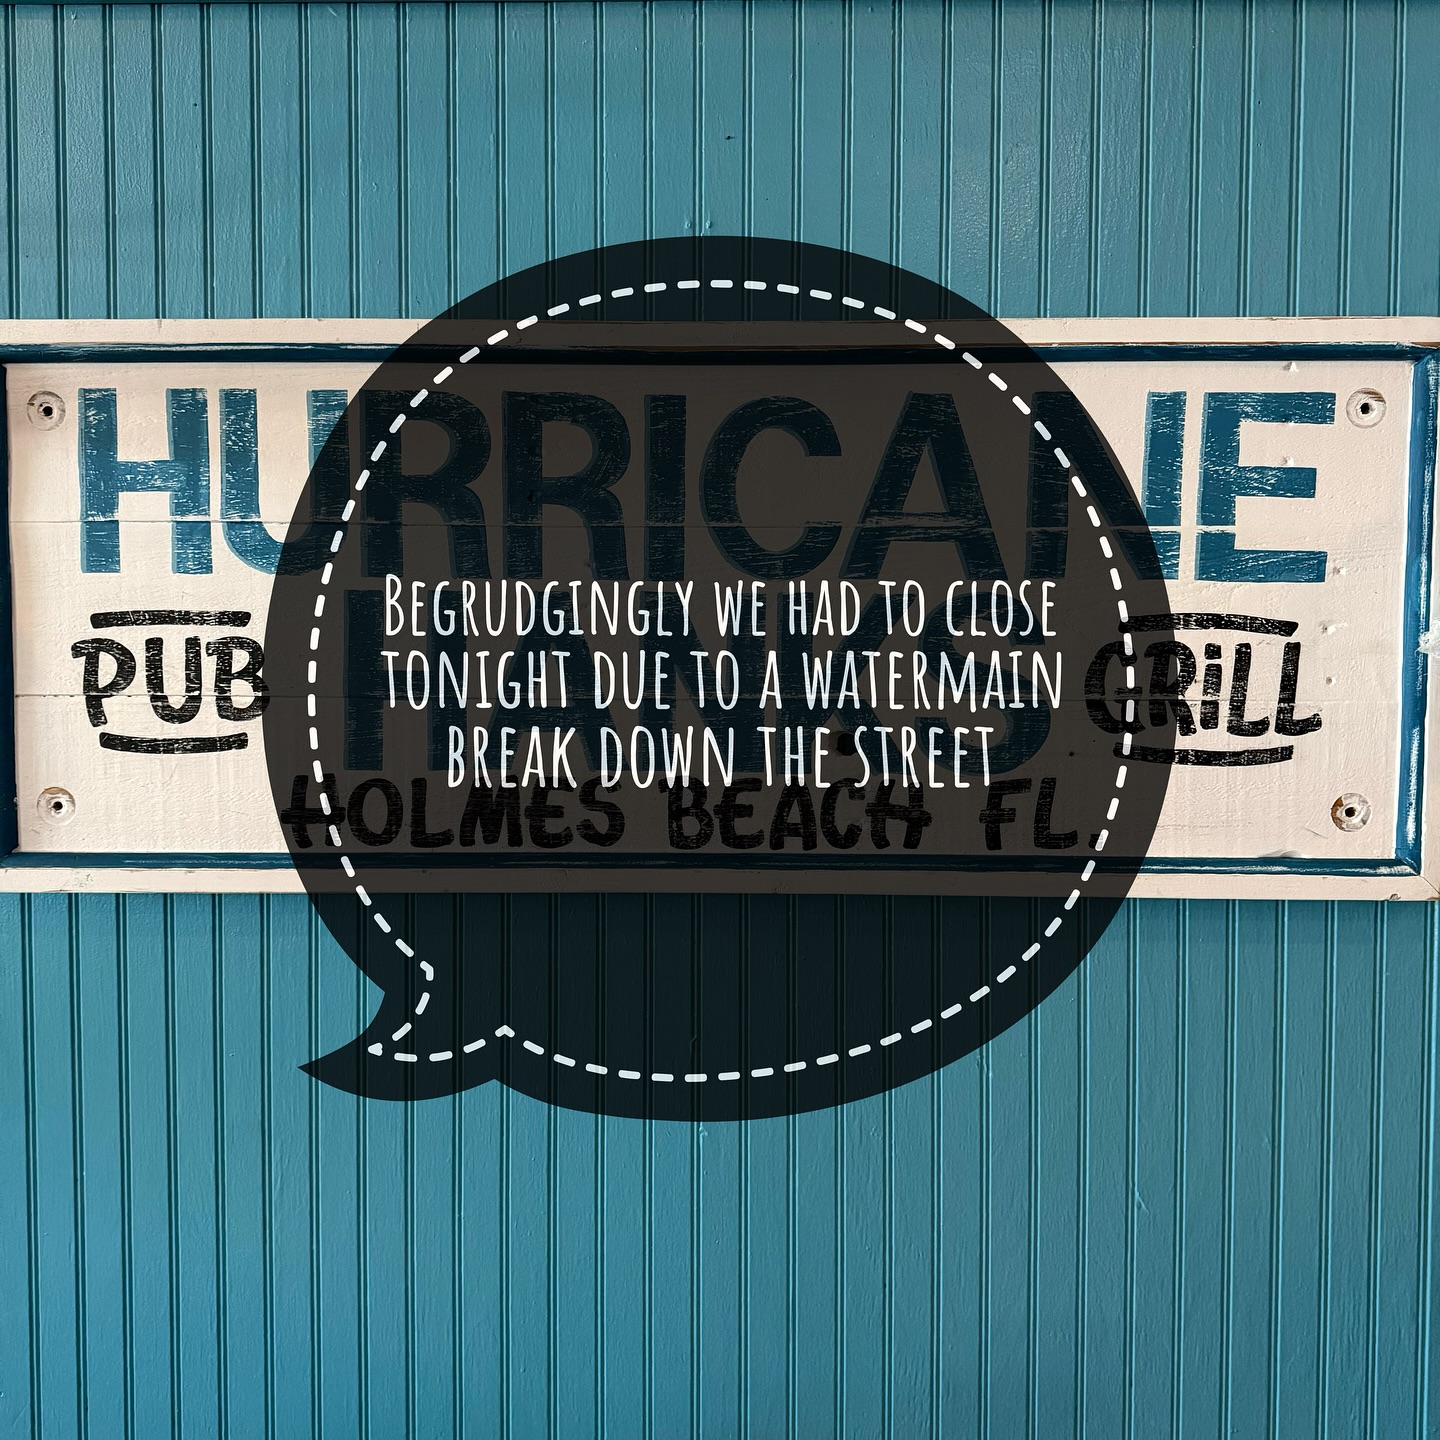 HURRICANE
HANKS
PUB
GRiLL
HOLMES BEACH FL.
Begrudgingly we had to close
tonight due to a watermain
break down the street